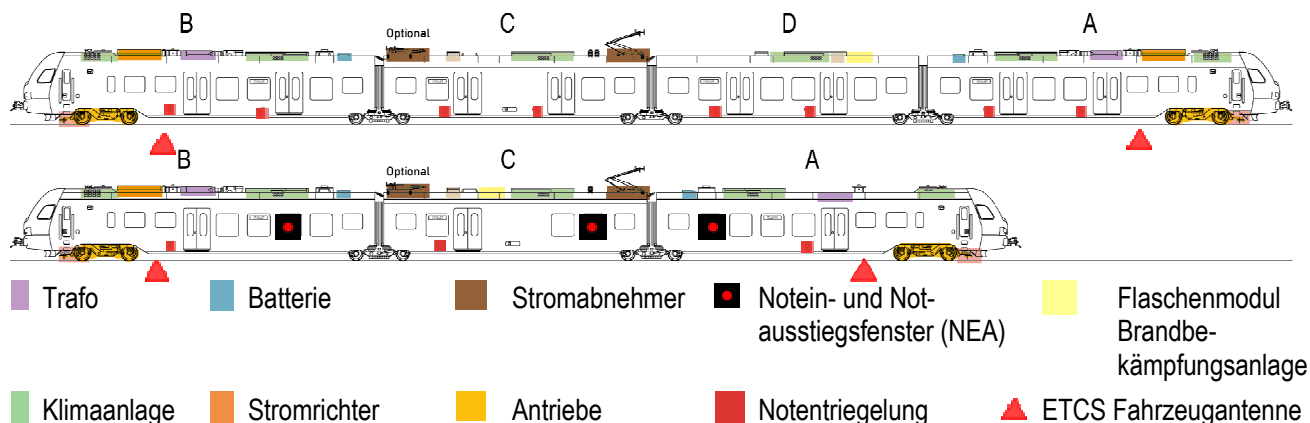 B C D A
Optional
B C A
Optional
Trafo
Batterie
Stromabnehmer
Notein- und Not-
ausstiegsfenster (NEA)
Flaschenmodul
Brandbe-
kämpfungsanlage
Klimaanlage
Stromrichter
Antriebe
Notentriegelung
ETCS Fahrzeugantenne